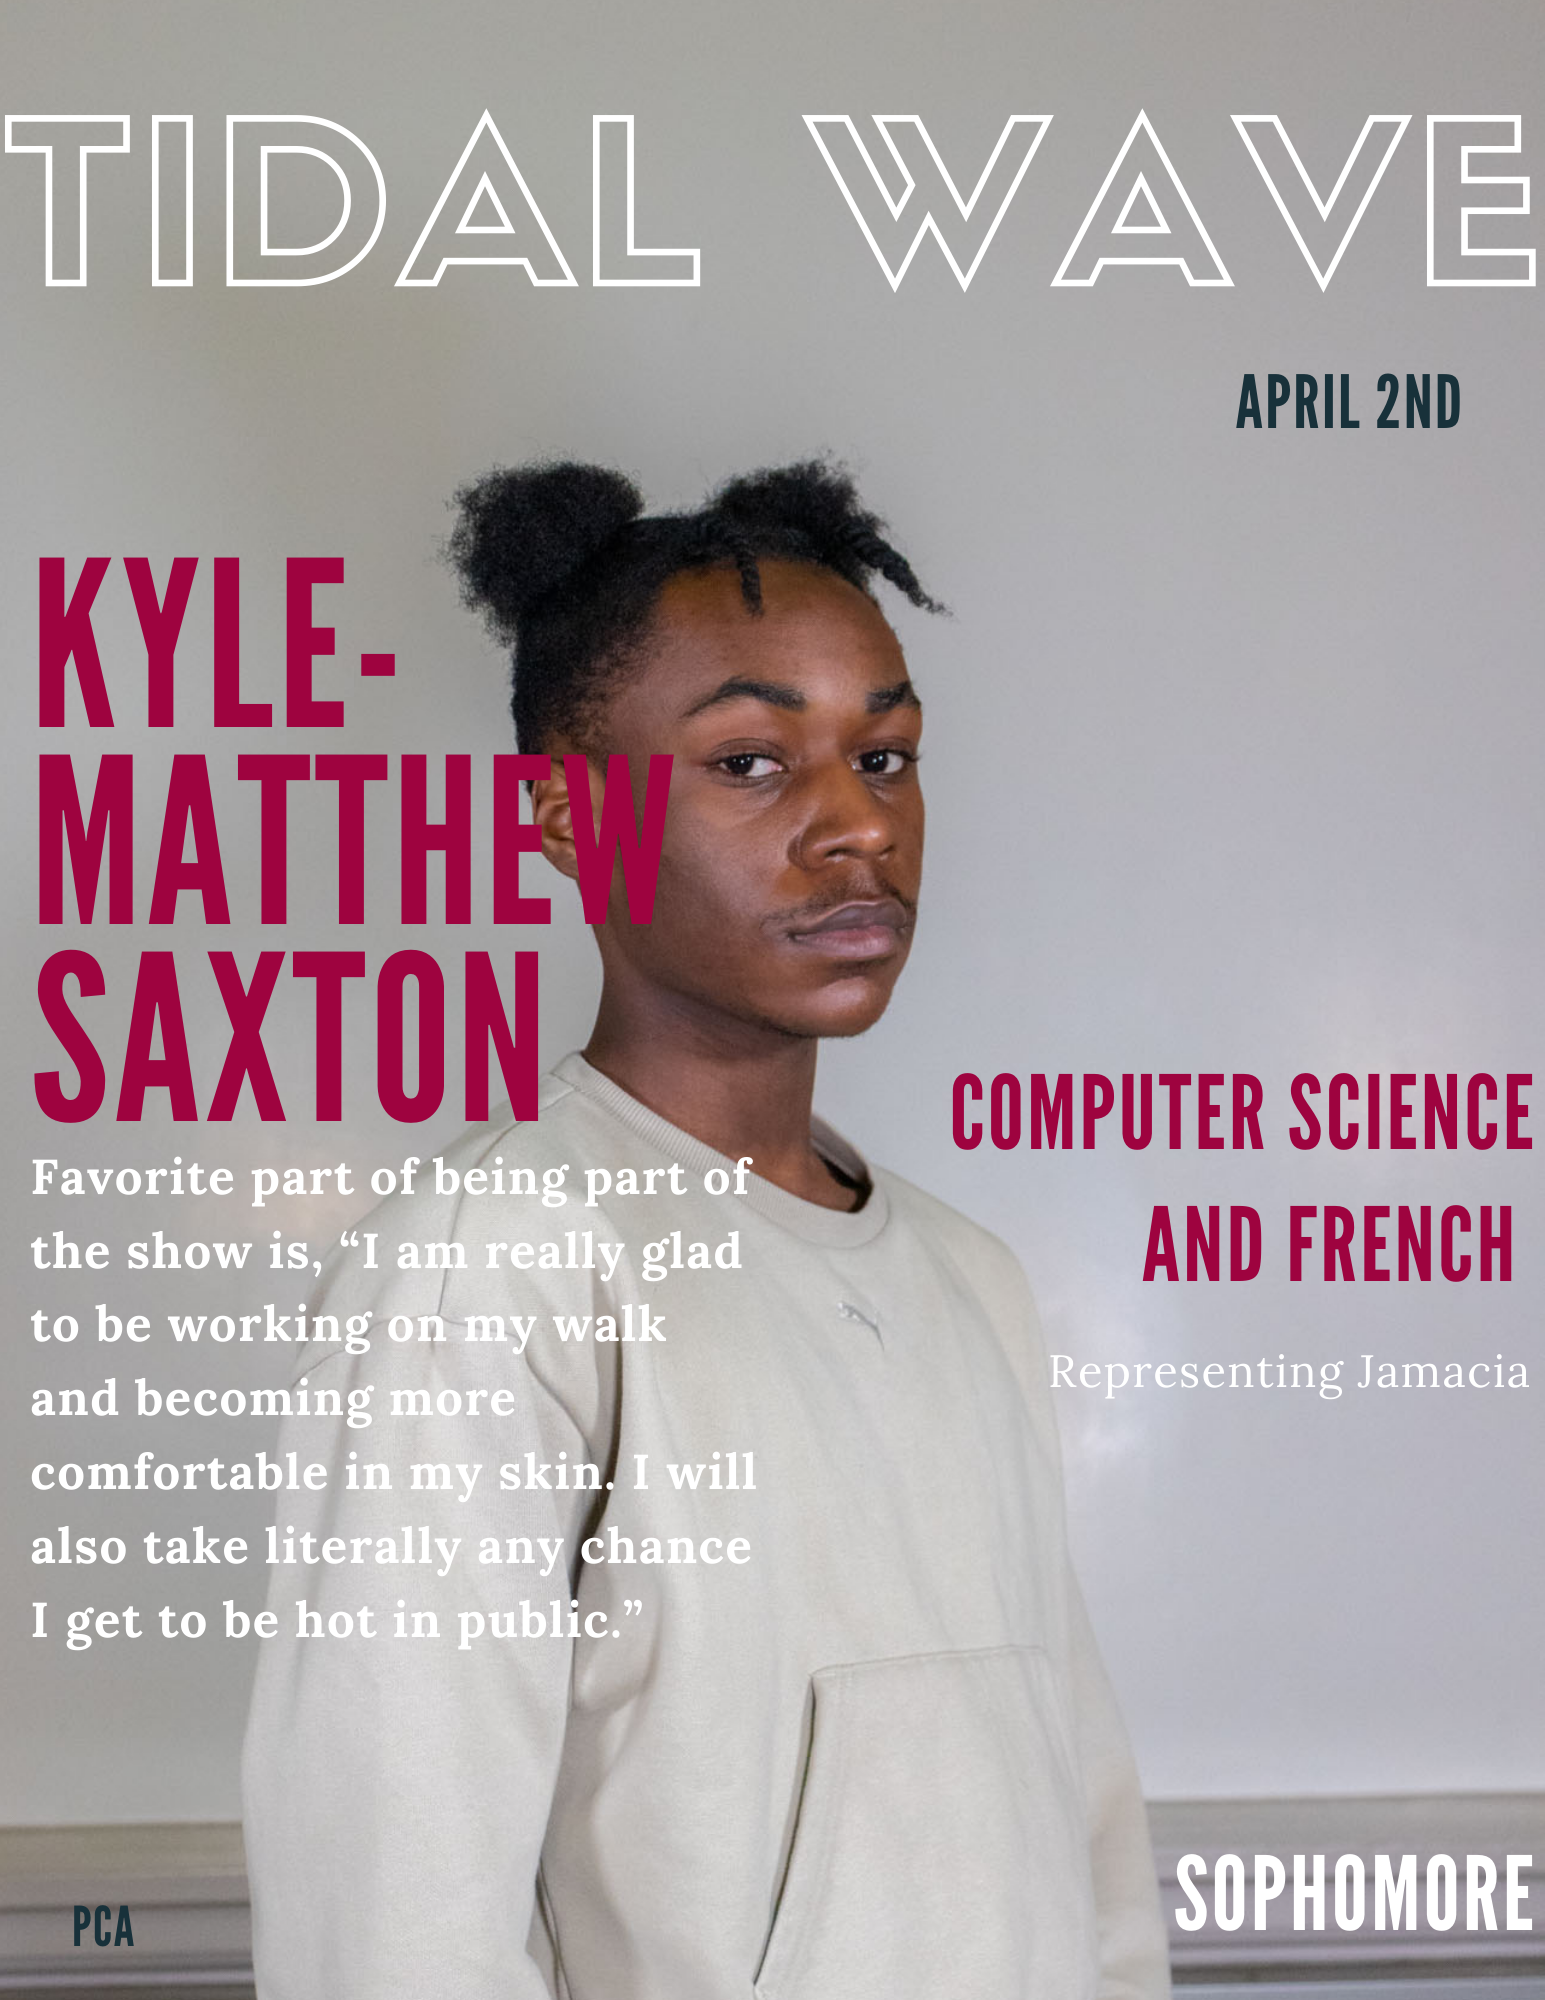 TIDAL WAVE
APRIL 2ND
KYLE-
MATTHEW
SAXTON
Favorite part of being part of
the show is, “I am really glad
to be working on my walk
and becoming more
comfortable in my skin. I will
also take literally any chance
I get to be hot in public.”
COMPUTER SCIENCE
AND FRENCH
Representing Jamacia
SOPHOMORE
PCA